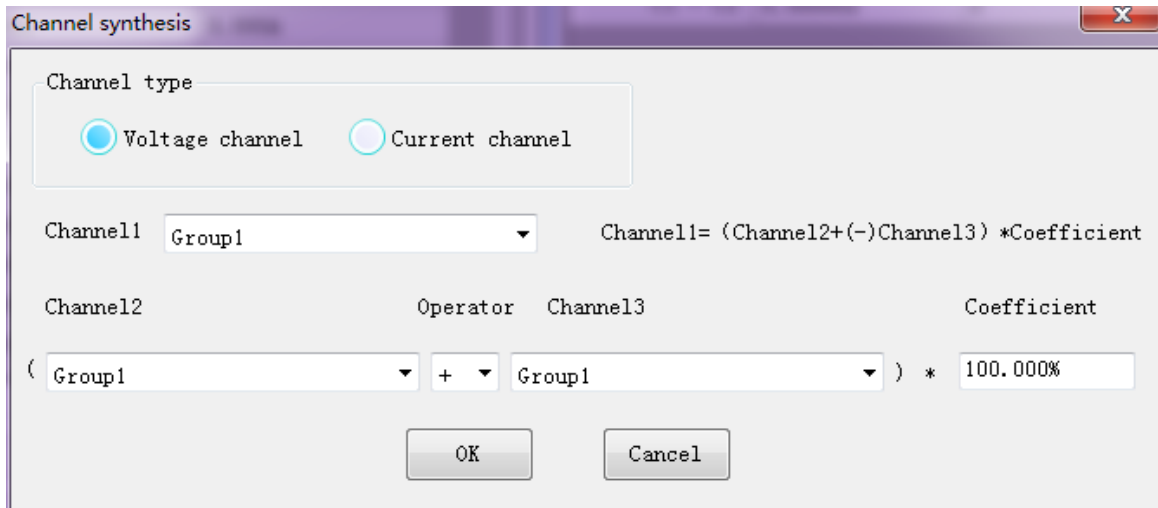 Channel synthesis
Channel type
Voltage channel Current channel
Channel1 Group1 Channel1= (Channel2+(-)Channel3) *Coefficient
Channel2 Operator Channel3 Coefficient
( Group1 + Group1 ) * 100.000%
OK Cancel